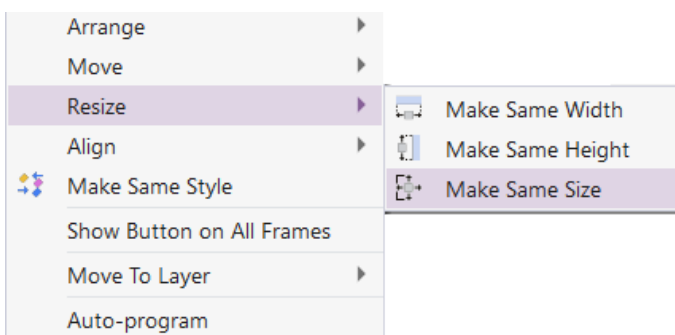 Arrange
Move
Resize
Make Same Width
Align
Make Same Height
Make Same Style
Make Same Size
Show Button on All Frames
Move To Layer
Auto-program